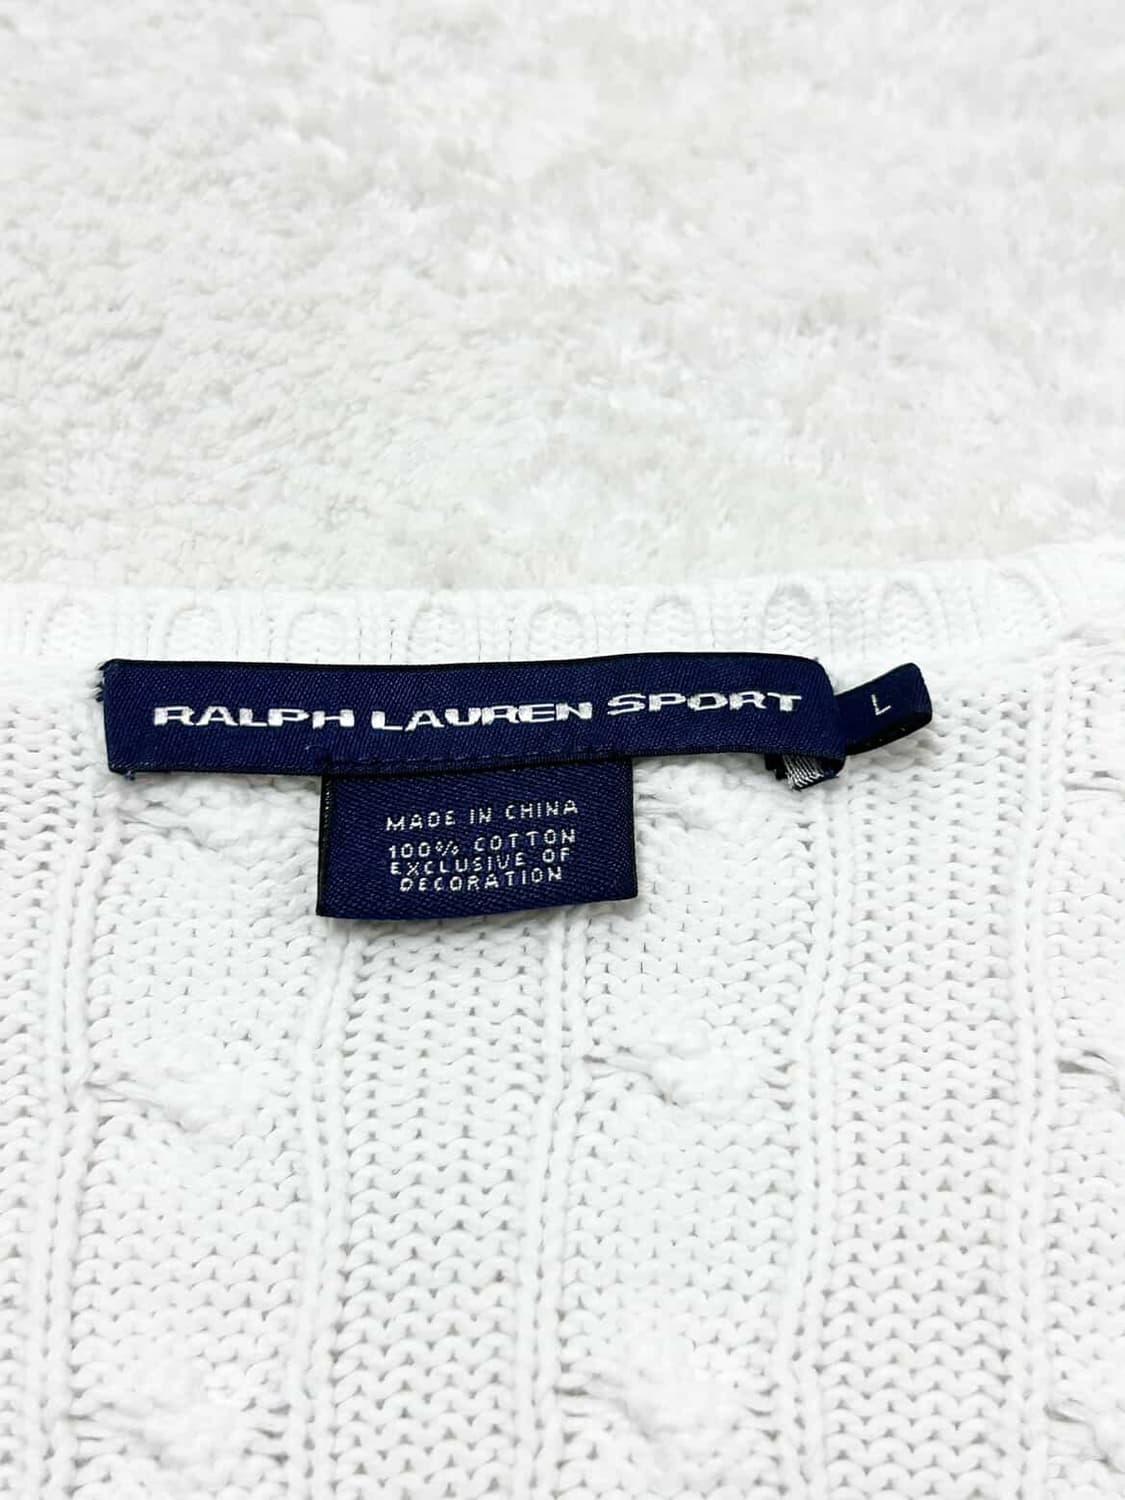 RALPH LAUREN SPORT
L
MADE IN CHINA
100% COTTON
EXCLUSIVE OF
DECORATION